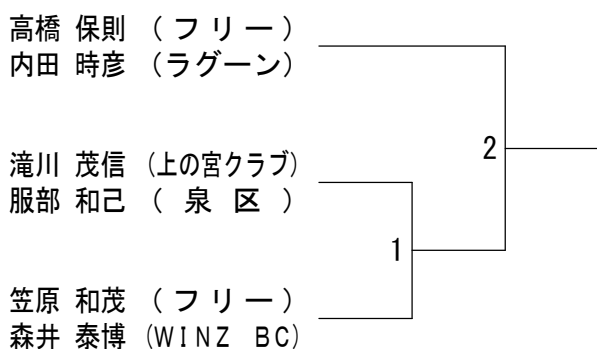 高橋 保則 (フリー)
内田 時彦 (ラグーン)
2
滝川 茂信 (上の宮クラブ)
服部 和己 (泉 区)
1
笠原 和茂 (フリー)
森井 泰博 (WINZ BC)